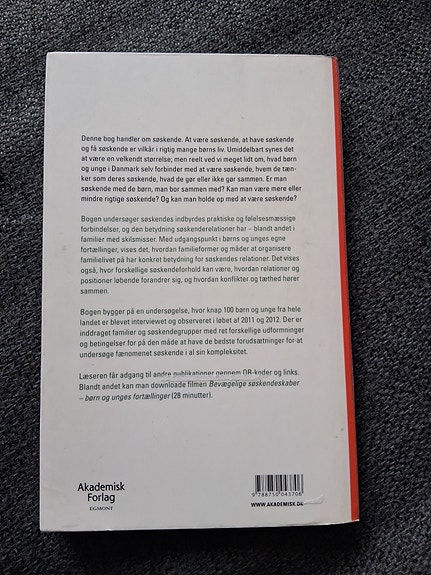 Denne bog handler om søskende. At være søskende, at have søskende
og få søskende er vilkår i rigtig mange børns liv. Umiddelbart synes det
at være en velkendt størrelse; men reelt ved vi meget lidt om, hvad børn
og unge i Danmark selv forbinder med at være søskende, hvem de tæn-
ker som deres søskende, hvad de gør eller ikke gør sammen. Er man
søskende med de børn, man bor sammen med? Kan man være mere eller
mindre rigtige søskende? Og kan man holde op med at være søskende?
Bogen undersøger søskendes indbyrdes praktiske og følelsesmæssige
forbindelser, og den betydning søskenderelationer har – blandt andet i
familier med skilsmisser. Med udgangspunkt i børns og unges egne
fortællinger, vises det, hvordan familieformer og måder at organisere
familielivet på har konkret betydning for søskendes relationer. Det vises
også, hvor forskellige søskendeforhold kan være, hvordan relationer og
positioner løbende forandrer sig, og hvordan konflikter og tæthed hører
sammen.
Bogen bygger på en undersøgelse, hvor knap 100 børn og unge fra hele
landet er blevet interviewet og observeret i løbet af 2011 og 2012. Der er
inddraget familier og søskendegrupper med ret forskellige udformninger
og betingelser for på den måde at have de bedste forudsætninger for at
undersøge fænomenet søskende i al sin kompleksitet.
Læseren får adgang til andre publikationer gennem QR-koder og links.
Blandt andet kan man downloade filmen Bevægelige søskendeskaber
– børn og unges fortællinger (28 minutter).
Akademisk
Forlag
EGMONT
9 788750 043706
WWW.AKADEMISK.DK